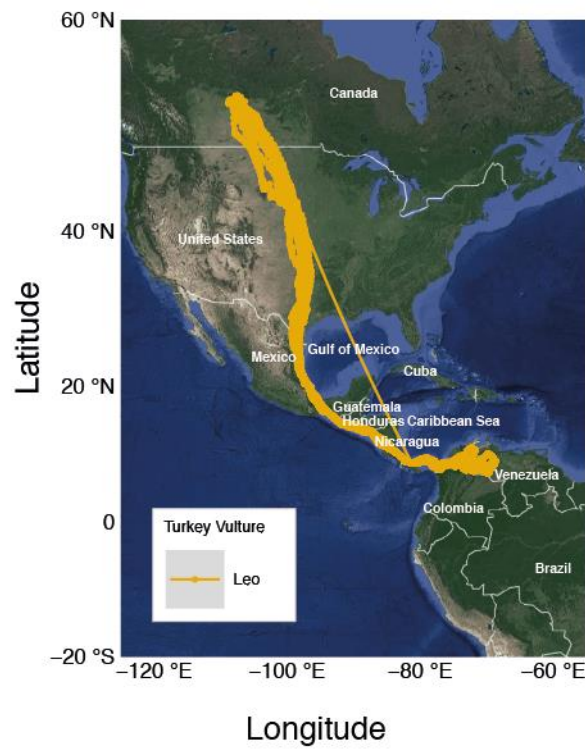 60 °N
Canada
40 °N
United States
Gulf of Mexico
Mexico
Cuba
20 °N
Guatemala
Honduras Caribbean Sea
Nicaragua
Venezuela
Colombia
0
Turkey Vulture
Leo
Brazil
−20 °S
−120 °E
−100 °E
−80 °E
−60 °E
Latitude
Longitude